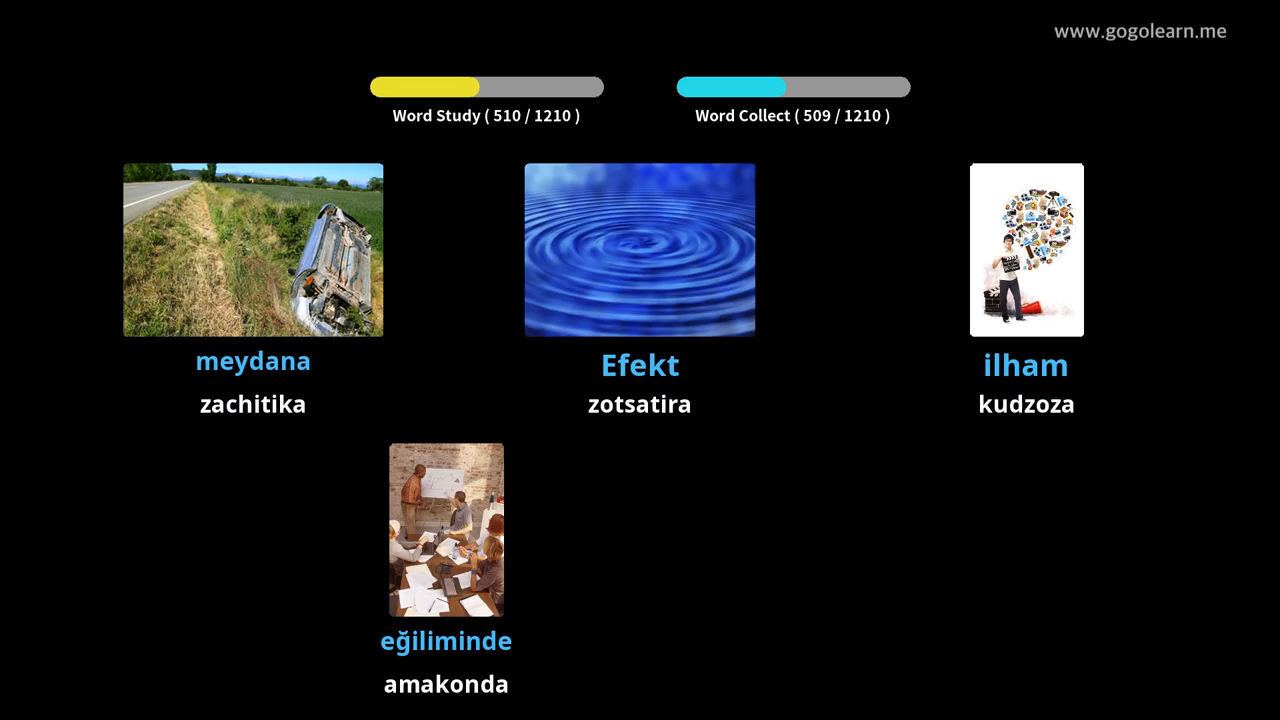 www.gogolearn.me
Word Study ( 510 / 1210 )
Word Collect ( 509 / 1210 )
meydana
zachitika
Efekt
zotsatira
ilham
kudzoza
eğiliminde
amakonda